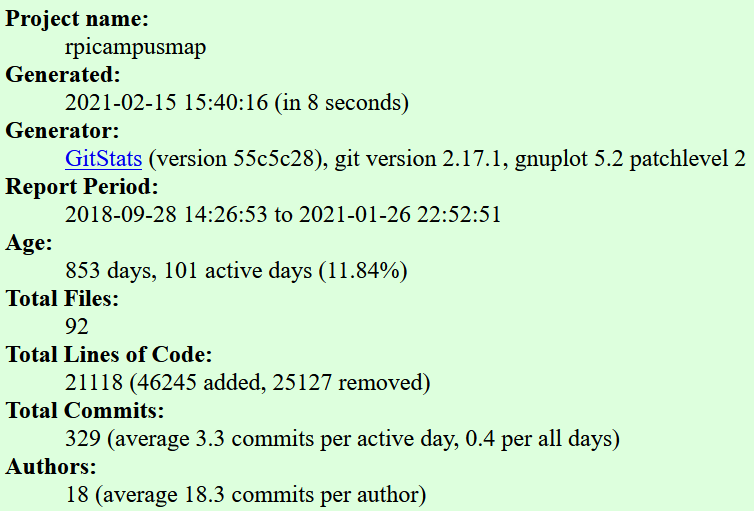 Project name:
rpicampusmap
Generated:
2021-02-15 15:40:16 (in 8 seconds)
Generator:
GitStats (version 55c5c28), git version 2.17.1, gnuplot 5.2 patchlevel 2
Report Period:
2018-09-28 14:26:53 to 2021-01-26 22:52:51
Age:
853 days, 101 active days (11.84%)
Total Files:
92
Total Lines of Code:
21118 (46245 added, 25127 removed)
Total Commits:
329 (average 3.3 commits per active day, 0.4 per all days)
Authors:
18 (average 18.3 commits per author)